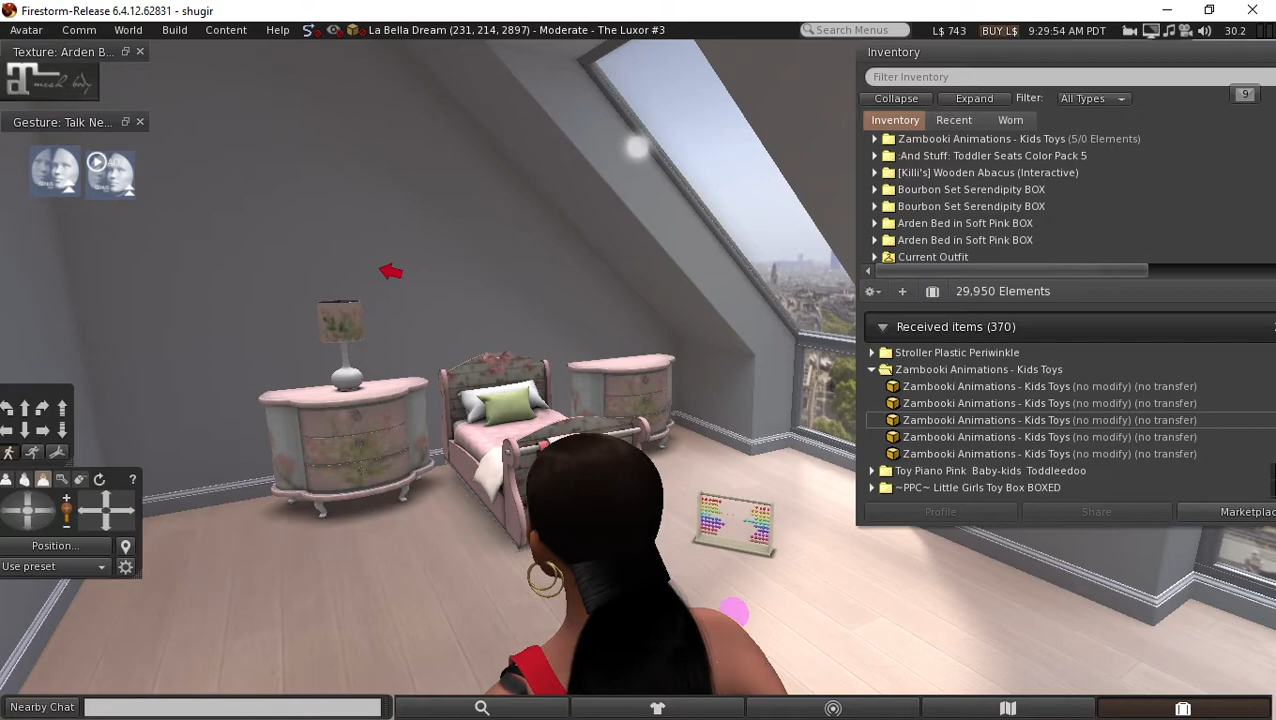 Firestorm-Release 6.4.12.62831 - shugir
Avatar Comm World Build Content Help La Bella Dream (231, 214, 2897) - Moderate - The Luxor #3 Search Menus L$ 743 BUY L$ 9:29:54 AM PDT 30.2
Texture: Arden B...
mesh body
Gesture: Talk Ne...
Inventory
Filter Inventory
Collapse Expand Filter: All Types 9
Inventory Recent Worn
Zambooki Animations - Kids Toys (5/0 Elements)
:And Stuff: Toddler Seats Color Pack 5
[Killi's] Wooden Abacus (Interactive)
Bourbon Set Serendipity BOX
Bourbon Set Serendipity BOX
Arden Bed in Soft Pink BOX
Arden Bed in Soft Pink BOX
Current Outfit
29,950 Elements
Received items (370)
Stroller Plastic Periwinkle
Zambooki Animations - Kids Toys
Zambooki Animations - Kids Toys (no modify) (no transfer)
Zambooki Animations - Kids Toys (no modify) (no transfer)
Zambooki Animations - Kids Toys (no modify) (no transfer)
Zambooki Animations - Kids Toys (no modify) (no transfer)
Zambooki Animations - Kids Toys (no modify) (no transfer)
Toy Piano Pink Baby-kids Toddleedoo
~PPC~ Little Girls Toy Box BOXED
Profile Share Marketplac
?
Position...
Use preset
Nearby Chat